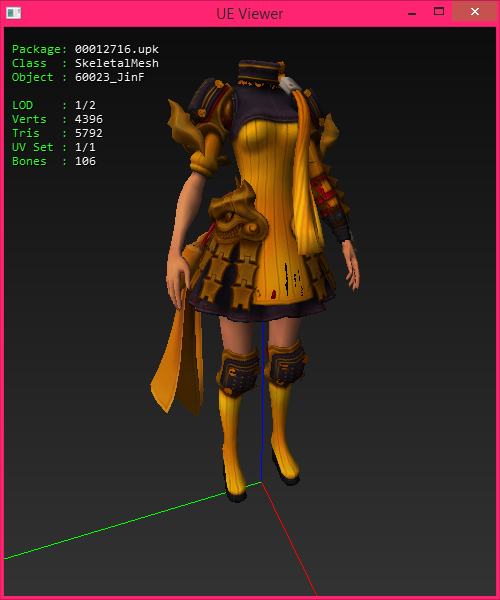 UE Viewer
Package: 00012716.upk
Class  : SkeletalMesh
Object : 60023_JinF
LOD    : 1/2
Verts  : 4396
Tris   : 5792
UV Set : 1/1
Bones  : 106